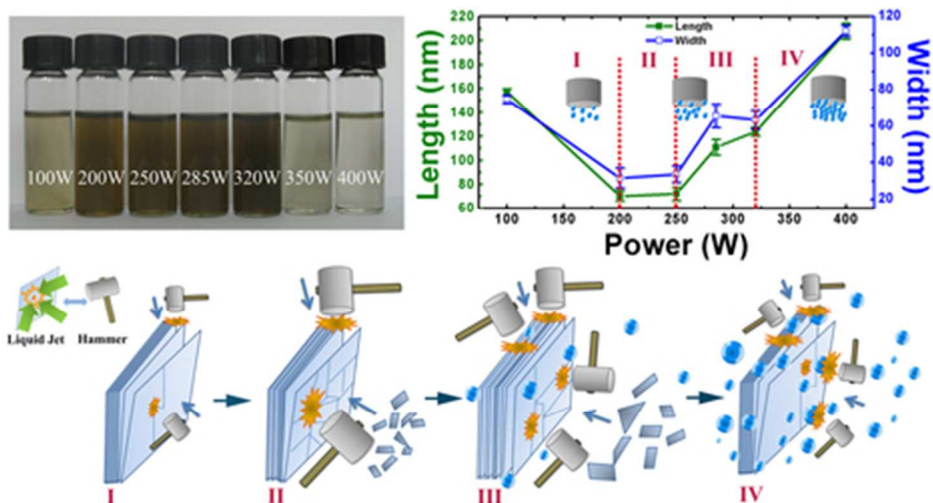 100W 200W 250W 285W 320W 350W 400W
Length (nm)
220
200
180
160
140
120
100
80
60
Length
Width
I II III IV
120
100
80
60
40
20
Width (nm)
100 150 200 250 300 350 400
Power (W)
Liquid Jet Hammer
I II III IV